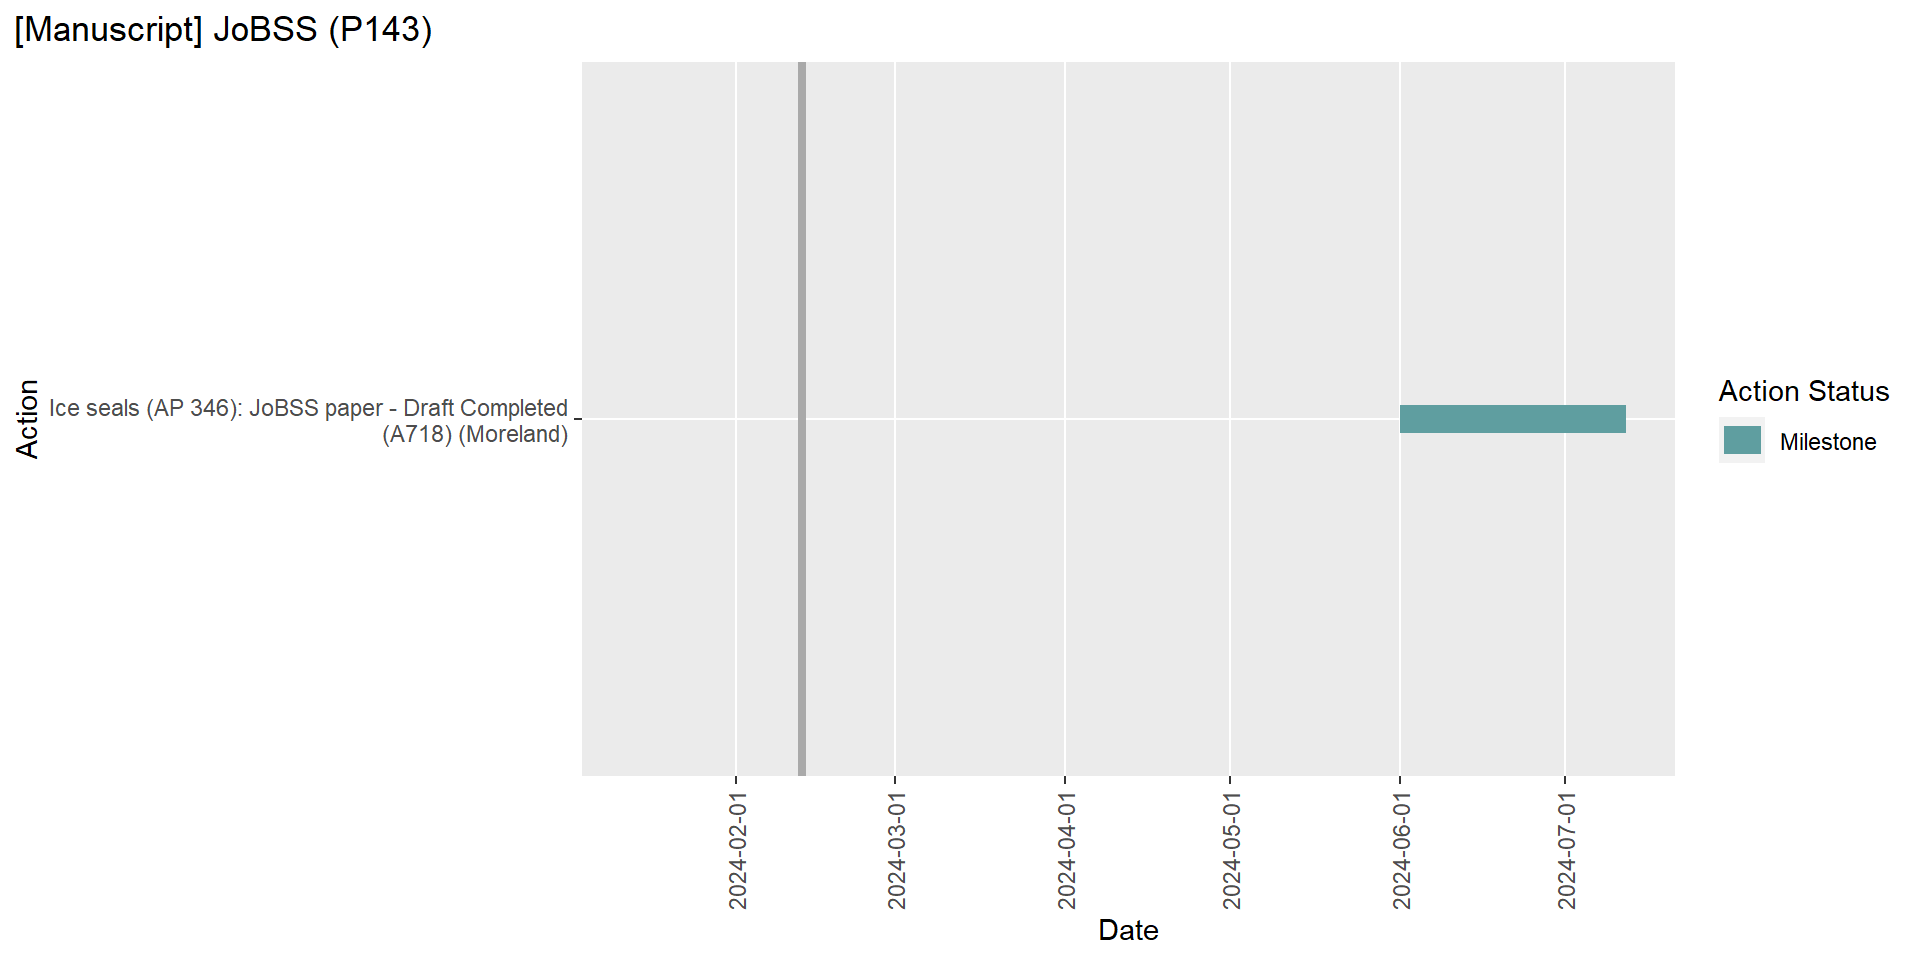 [Manuscript] JoBSS (P143)
Action
Ice seals (AP 346): JoBSS paper - Draft Completed
(A718) (Moreland)
Action Status
Milestone
2024-02-01
2024-03-01
2024-04-01
2024-05-01
2024-06-01
2024-07-01
Date